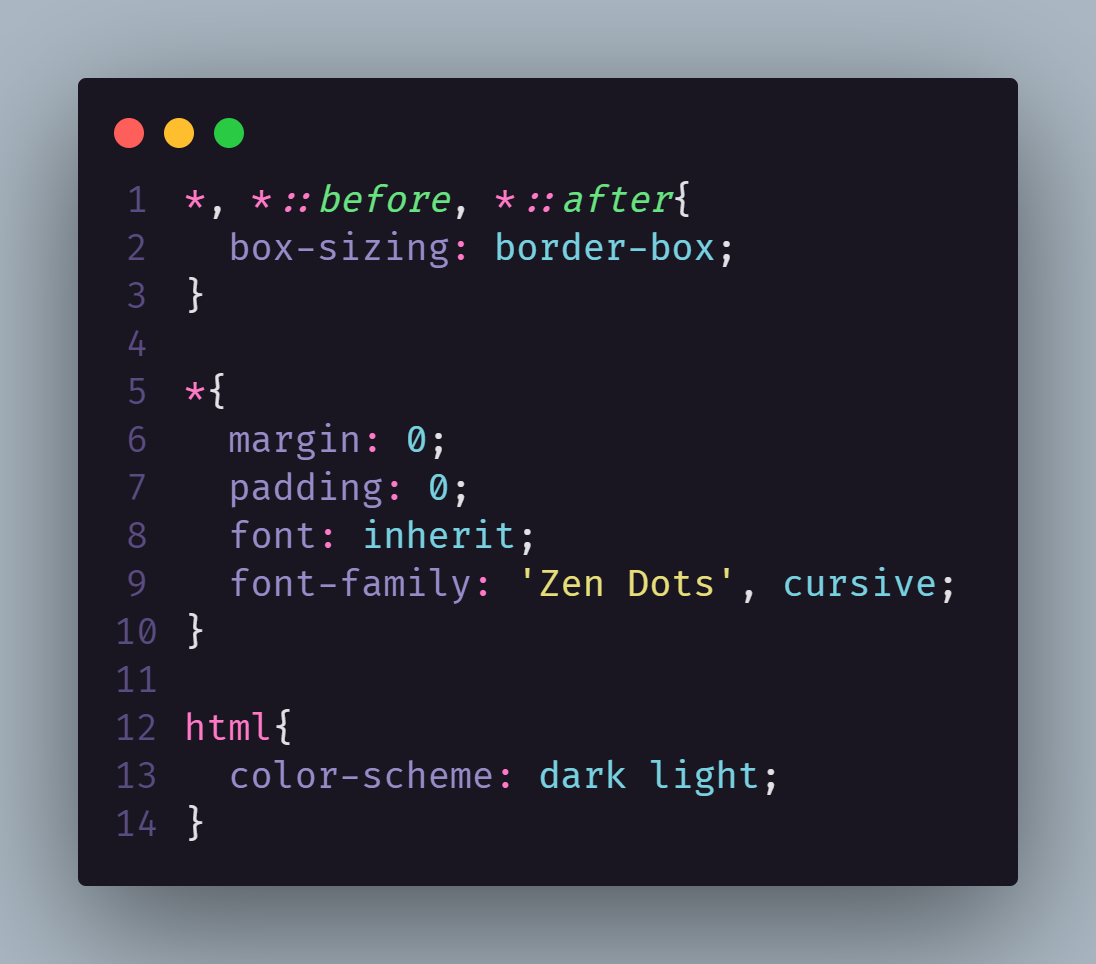 1 *, *::before, *::after{
2   box-sizing: border-box;
3 }
4
5 *{
6   margin: 0;
7   padding: 0;
8   font: inherit;
9   font-family: 'Zen Dots', cursive;
10 }
11
12 html{
13   color-scheme: dark light;
14 }